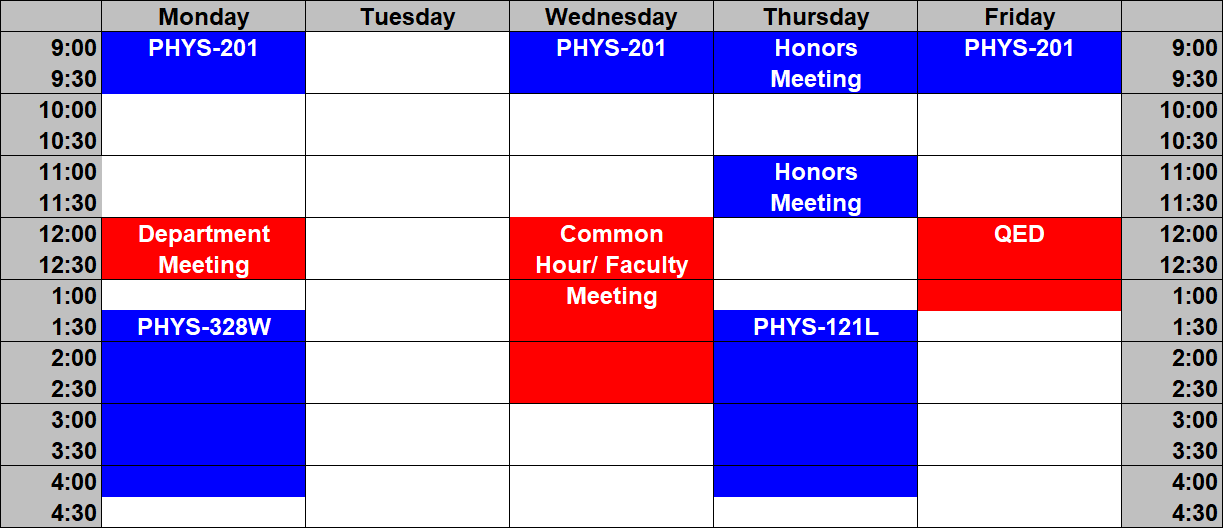 Monday Tuesday Wednesday Thursday Friday
9:00 PHYS-201 PHYS-201 Honors PHYS-201 9:00
9:30 Meeting 9:30
10:00 10:00
10:30 10:30
11:00 Honors 11:00
11:30 Meeting 11:30
12:00 Department Common QED 12:00
12:30 Meeting Hour/ Faculty 12:30
1:00 Meeting 1:00
1:30 PHYS-328W PHYS-121L 1:30
2:00 2:00
2:30 2:30
3:00 3:00
3:30 3:30
4:00 4:00
4:30 4:30